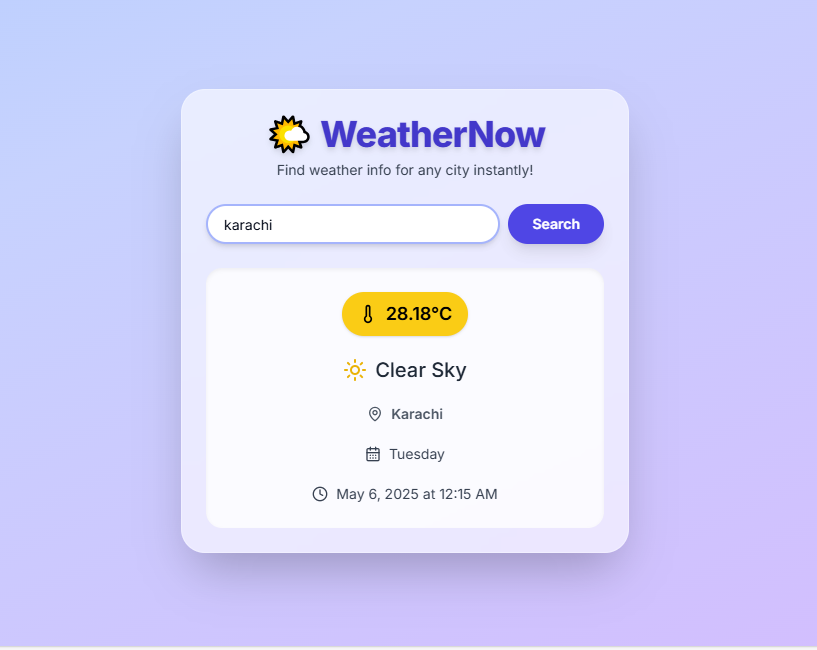 WeatherNow
Find weather info for any city instantly!
karachi
Search
28.18°C
Clear Sky
Karachi
Tuesday
May 6, 2025 at 12:15 AM